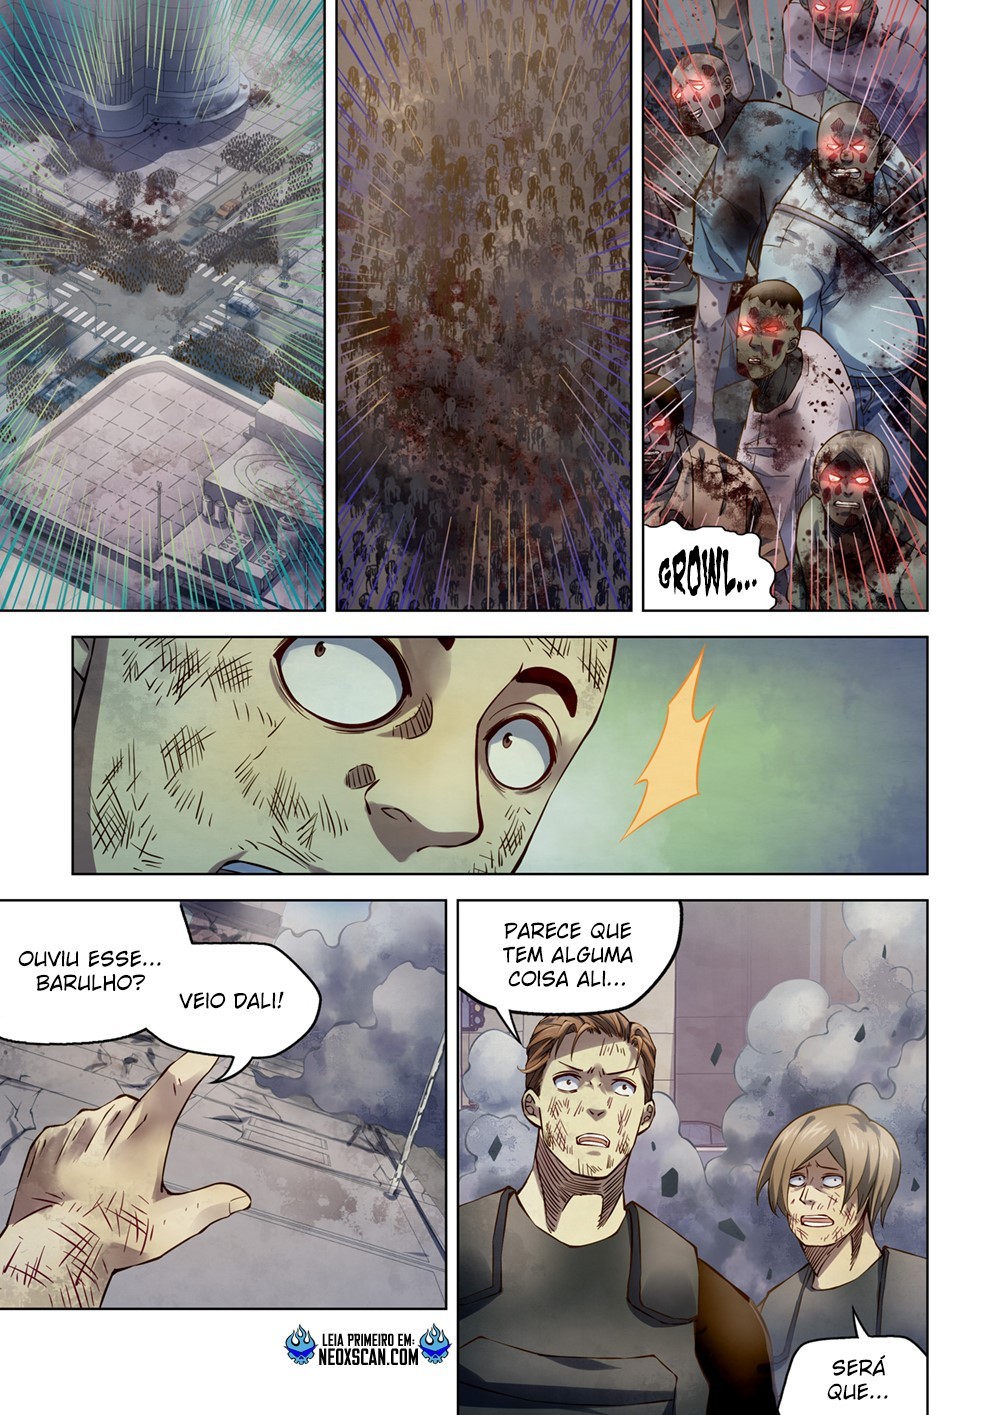 GROWL...
OUVIU ESSE...
BARULHO?
VEIO DALI!
PARECE QUE
TEM ALGUMA
COISA ALI...
SERÁ
QUE...
LEIA PRIMEIRO EM:
NEOXSCAN.COM